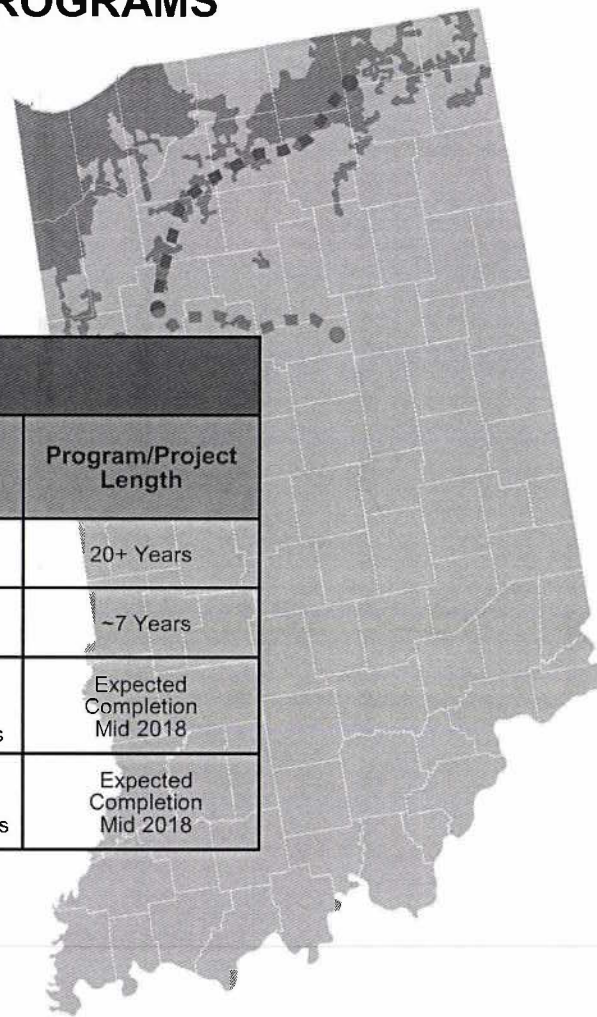 ROGRAMS
Program/Project
Length
20+ Years
~7 Years
Expected
Completion
Mid 2018
s
Expected
Completion
Mid 2018
s